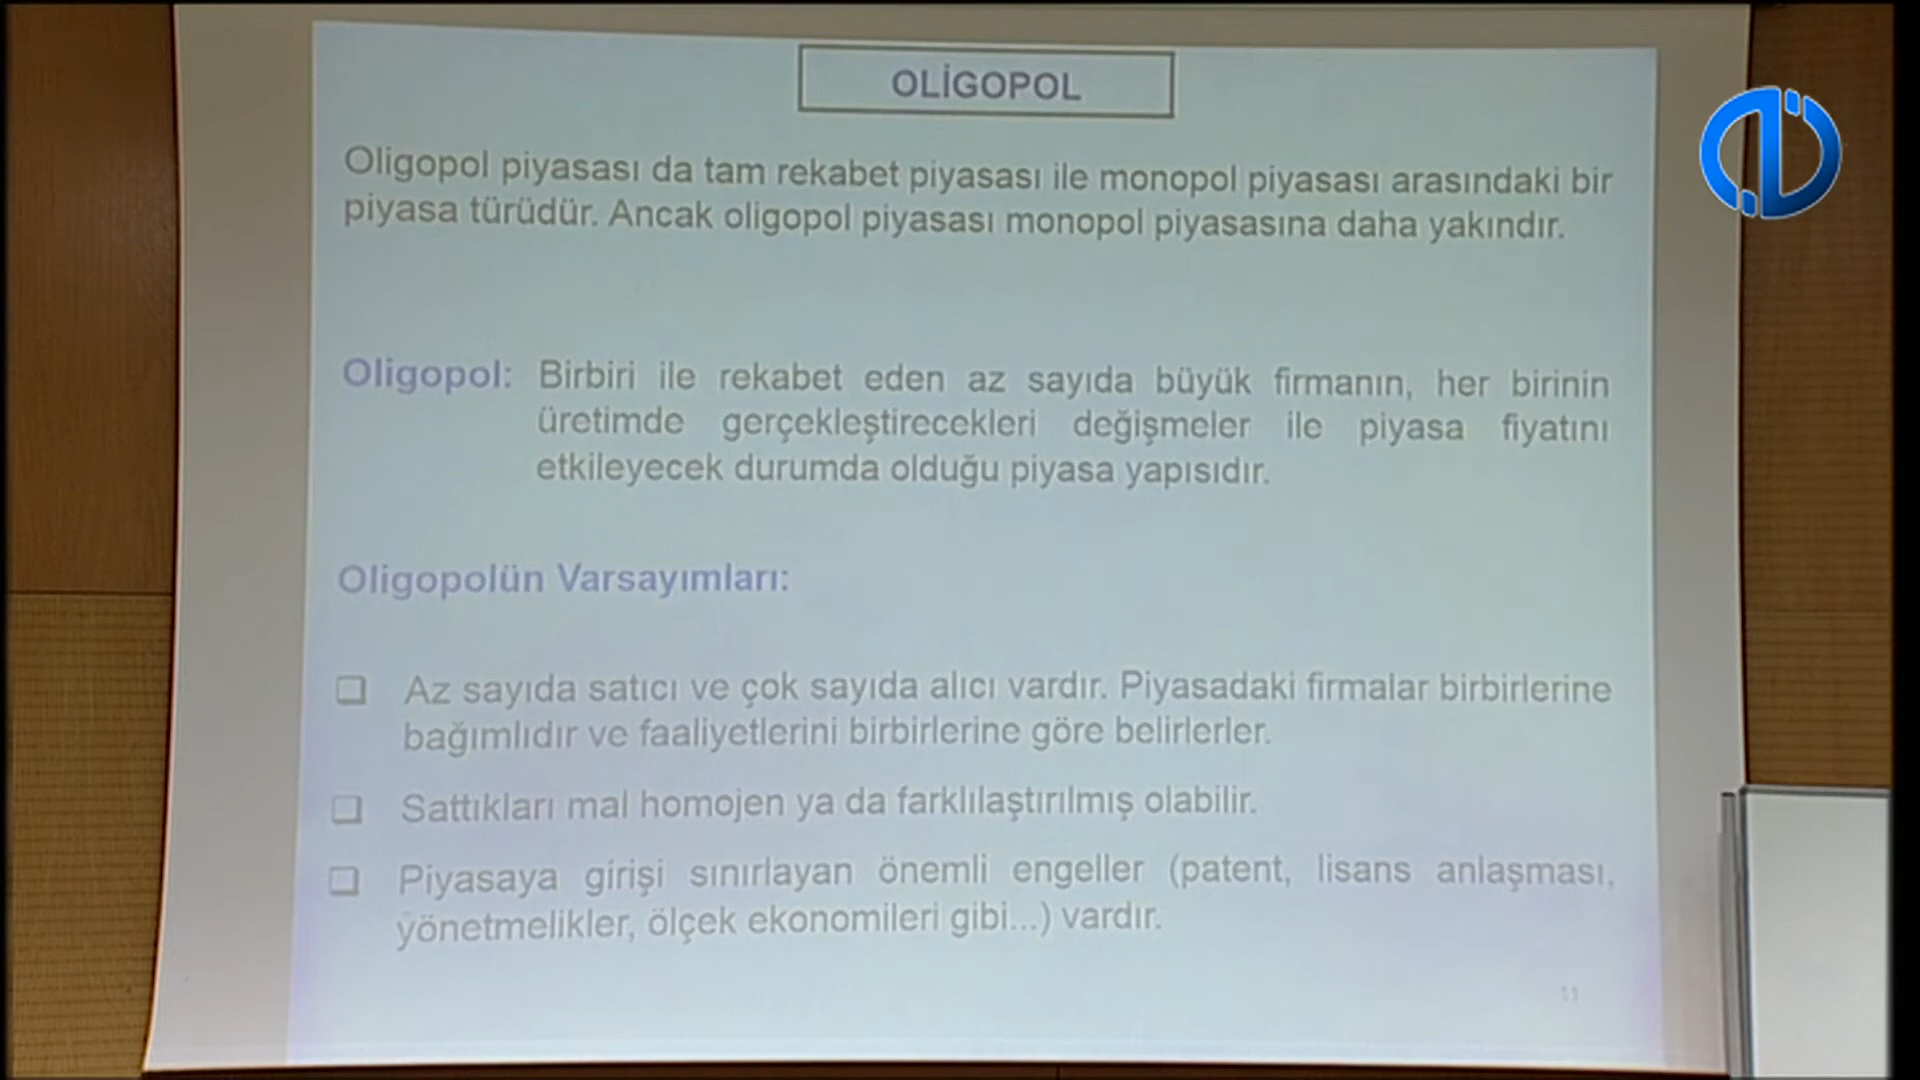 OLİGOPOL
Oligopol piyasası da tam rekabet piyasası ile monopol piyasası arasındaki bir
piyasa türüdür. Ancak oligopol piyasası monopol piyasasına daha yakındır.
Oligopol: Birbiri ile rekabet eden az sayıda büyük firmanın, her birinin
üretimde gerçekleştirecekleri değişmeler ile piyasa fiyatını
etkileyecek durumda olduğu piyasa yapısıdır.
Oligopolün Varsayımları:
❑ Az sayıda satıcı ve çok sayıda alıcı vardır. Piyasadaki firmalar birbirlerine
bağımlıdır ve faaliyetlerini birbirlerine göre belirlerler.
❑ Sattıkları mal homojen ya da farklılaştırılmış olabilir.
❑ Piyasaya girişi sınırlayan önemli engeller (patent, lisans anlaşması,
yönetmelikler, ölçek ekonomileri gibi...) vardır.
11